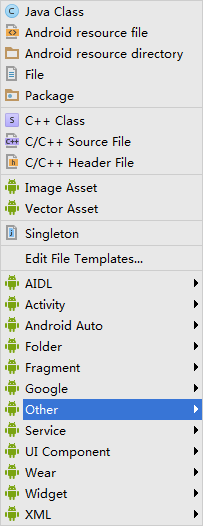 Java Class
Android resource file
Android resource directory
File
Package
C++ Class
C/C++ Source File
C/C++ Header File
Image Asset
Vector Asset
Singleton
Edit File Templates...
AIDL
Activity
Android Auto
Folder
Fragment
Google
Other
Service
UI Component
Wear
Widget
XML